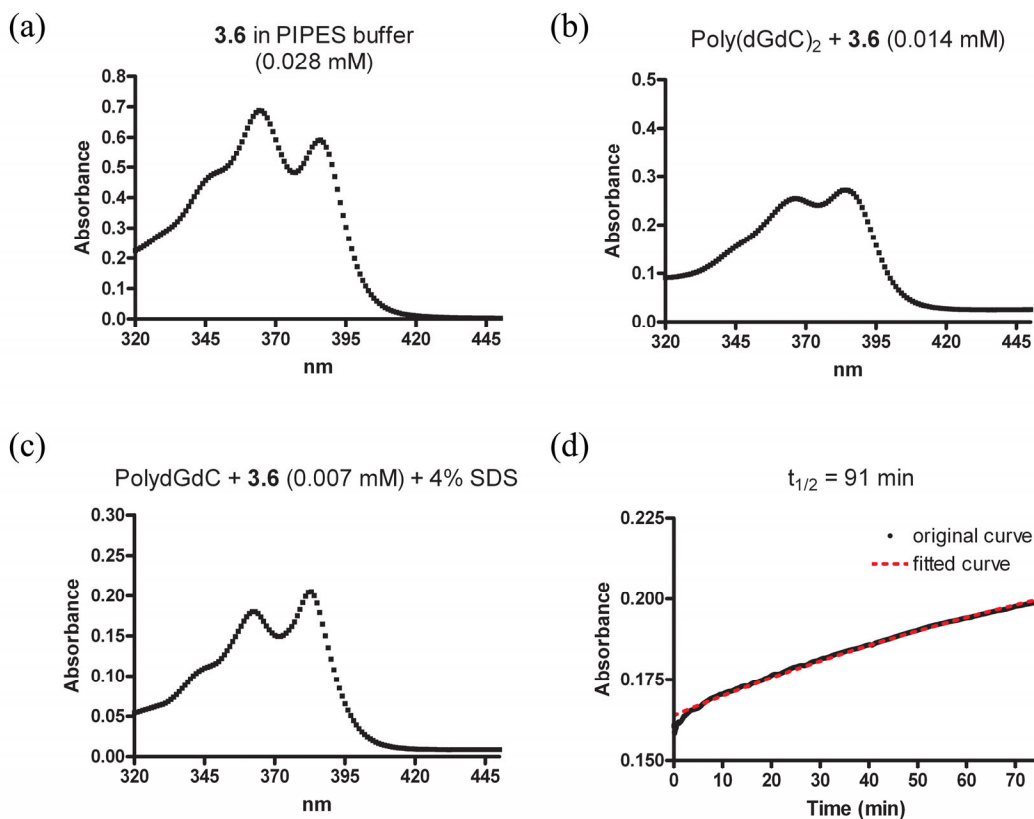 (a)
3.6 in PIPES buffer
(0.028 mM)
0.8
0.7
0.6
0.5
0.4
0.3
0.2
0.1
0.0
Absorbance
320 345 370 395 420 445
nm
(b)
Poly(dGdC)2 + 3.6 (0.014 mM)
0.5
0.4
0.3
0.2
0.1
0.0
Absorbance
320 345 370 395 420 445
nm
(c)
PolydGdC + 3.6 (0.007 mM) + 4% SDS
0.30
0.25
0.20
0.15
0.10
0.05
0.00
Absorbance
320 345 370 395 420 445
nm
(d)
t1/2 = 91 min
original curve
fitted curve
0.225
0.200
0.175
0.150
Absorbance
0 10 20 30 40 50 60 70
Time (min)